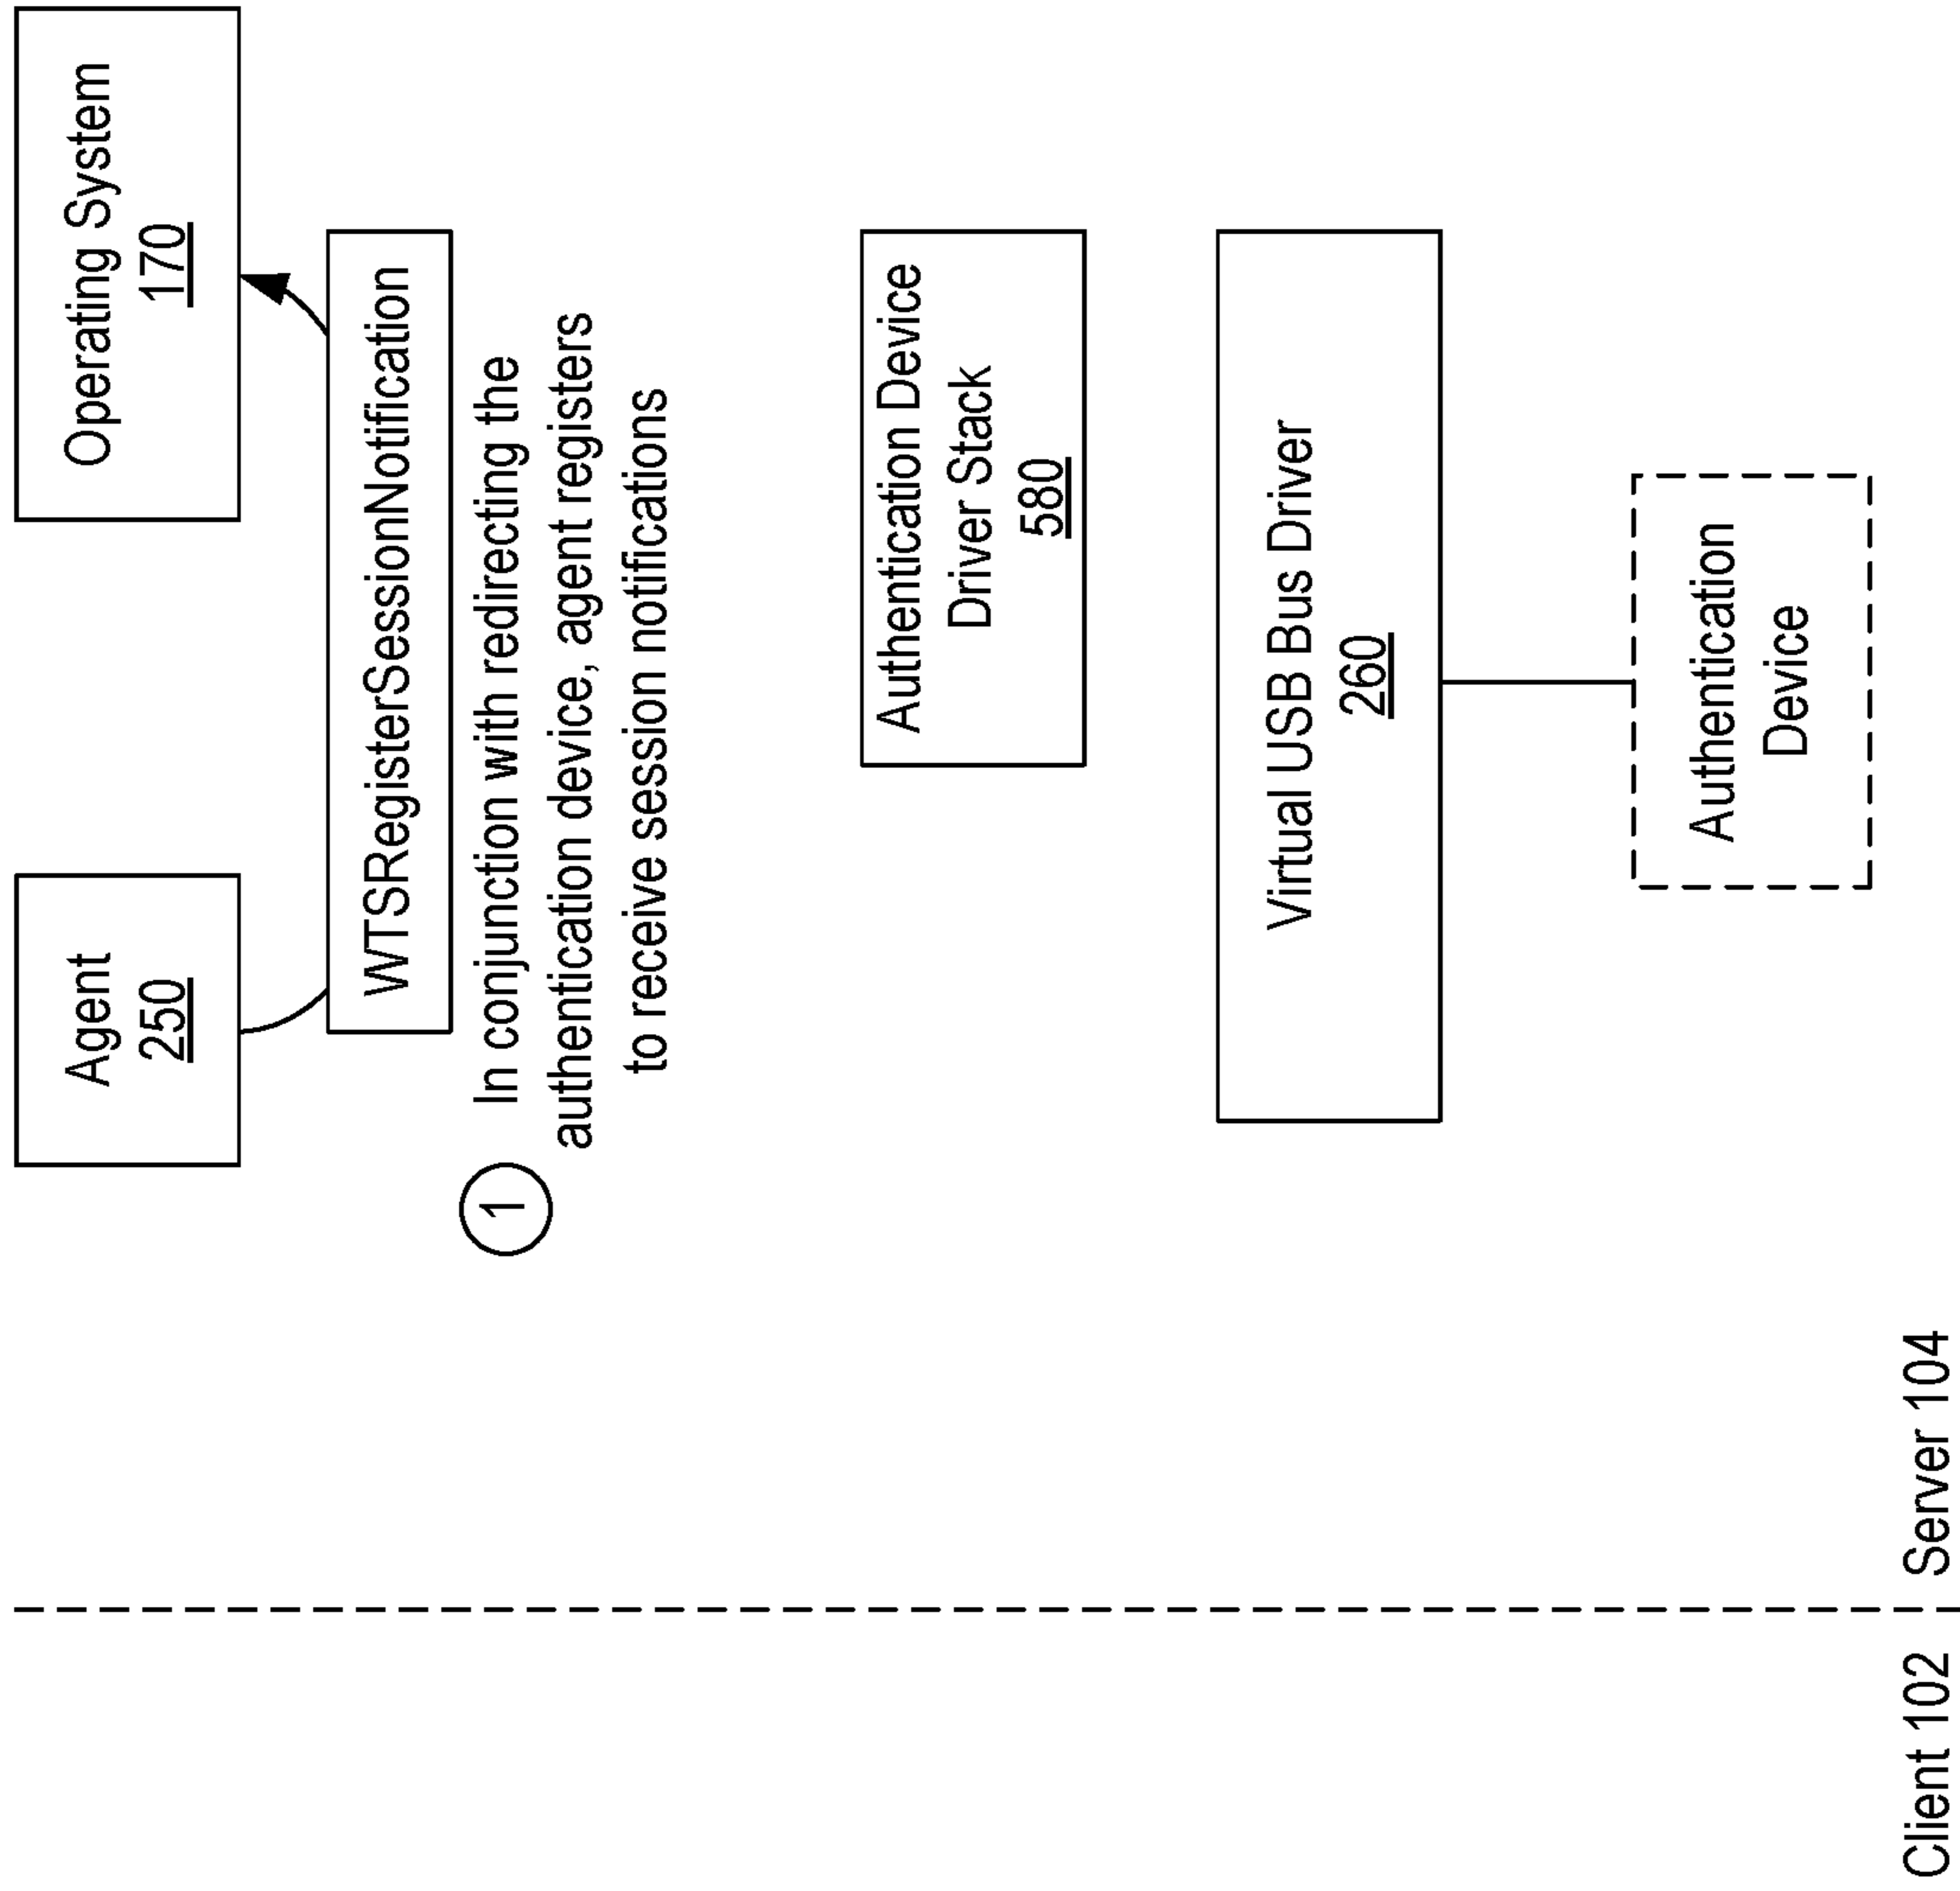 Agent
250
Operating System
170
WTSRegisterSessionNotification
1
In conjunction with redirecting the
authentication device, agent registers
to receive session notifications
Authentication Device
Driver Stack
580
Virtual USB Bus Driver
260
Authentication
Device
Client 102
Server 104